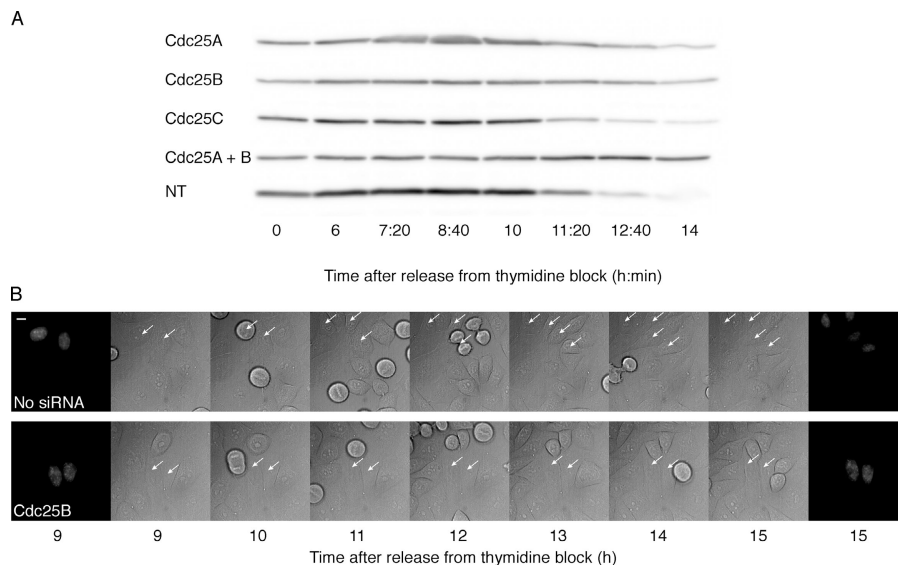 A
Cdc25A
Cdc25B
Cdc25C
Cdc25A + B
NT
0 6 7:20 8:40 10 11:20 12:40 14
Time after release from thymidine block (h:min)
B
No siRNA
Cdc25B
9 9 10 11 12 13 14 15 15
Time after release from thymidine block (h)